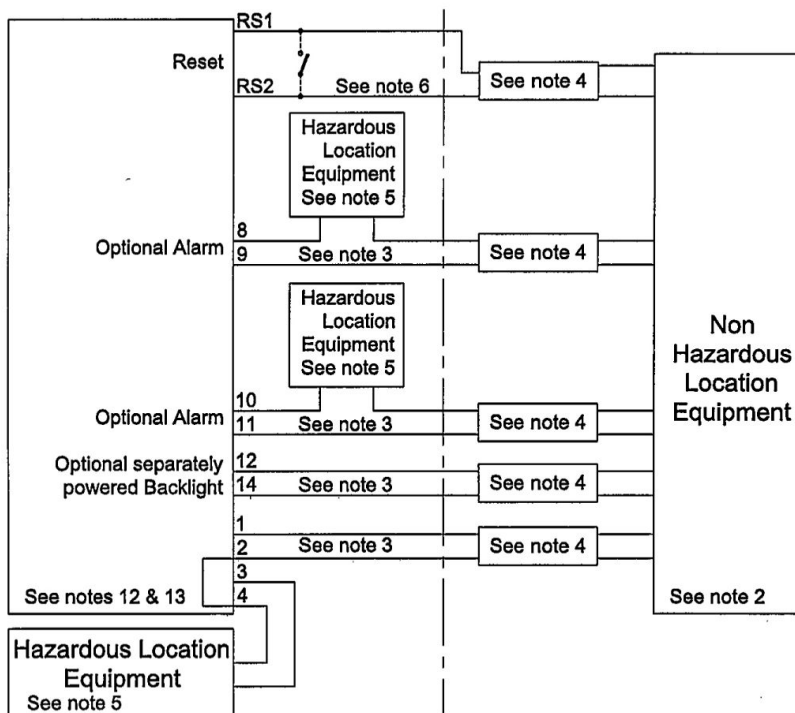 RS1
Reset
RS2
See note 6
See note 4
Hazardous
Location
Equipment
See note 5
8
Optional Alarm
9
See note 3
See note 4
Hazardous
Location
Equipment
See note 5
Non
Hazardous
Location
Equipment
10
Optional Alarm
11
See note 3
See note 4
Optional separately
powered Backlight
12
14
See note 3
See note 4
1
2
See note 3
See note 4
3
4
See notes 12 & 13
See note 2
Hazardous Location
Equipment
See note 5